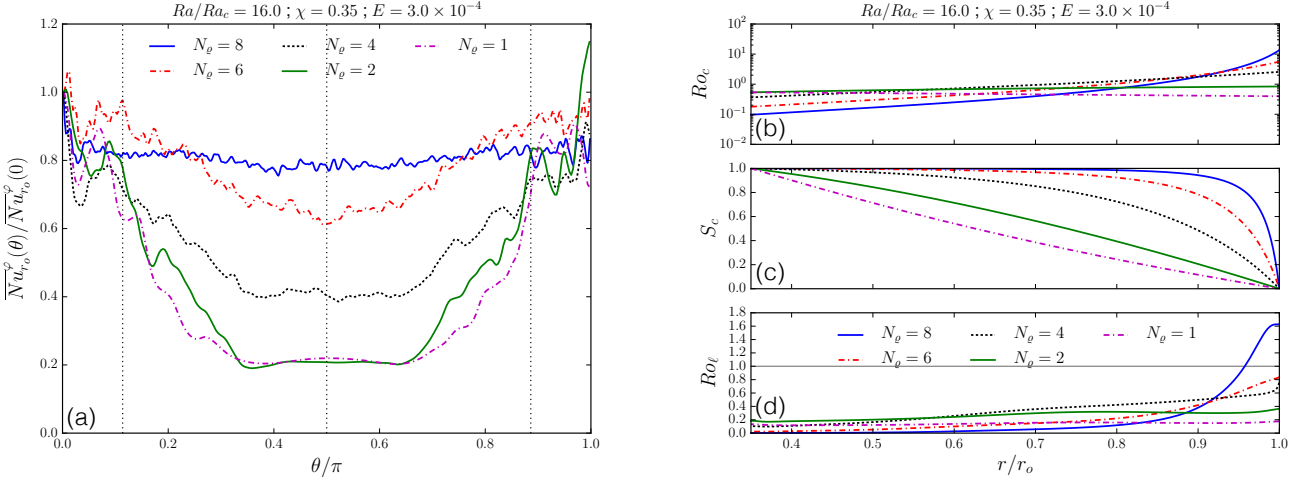 Ra/Ra_c = 16.0 ; χ = 0.35 ; E = 3.0 × 10^−4
N_ϱ = 8
N_ϱ = 4
N_ϱ = 1
N_ϱ = 6
N_ϱ = 2
1.2
1.0
0.8
0.6
0.4
0.2
0.0
Nu_{r_o}^φ(θ)/Nu_{r_o}^φ(0)
(a)
0.0 0.2 0.4 0.6 0.8 1.0
θ/π
Ra/Ra_c = 16.0 ; χ = 0.35 ; E = 3.0 × 10^−4
10^2
10^1
10^0
10^−1
10^−2
Ro_c
(b)
1.0
0.8
0.6
0.4
0.2
0.0
S_c
(c)
1.8
1.6
1.4
1.2
1.0
0.8
0.6
0.4
0.2
0.0
Ro_ℓ
N_ϱ = 8
N_ϱ = 4
N_ϱ = 1
N_ϱ = 6
N_ϱ = 2
(d)
0.4 0.5 0.6 0.7 0.8 0.9 1.0
r/r_o